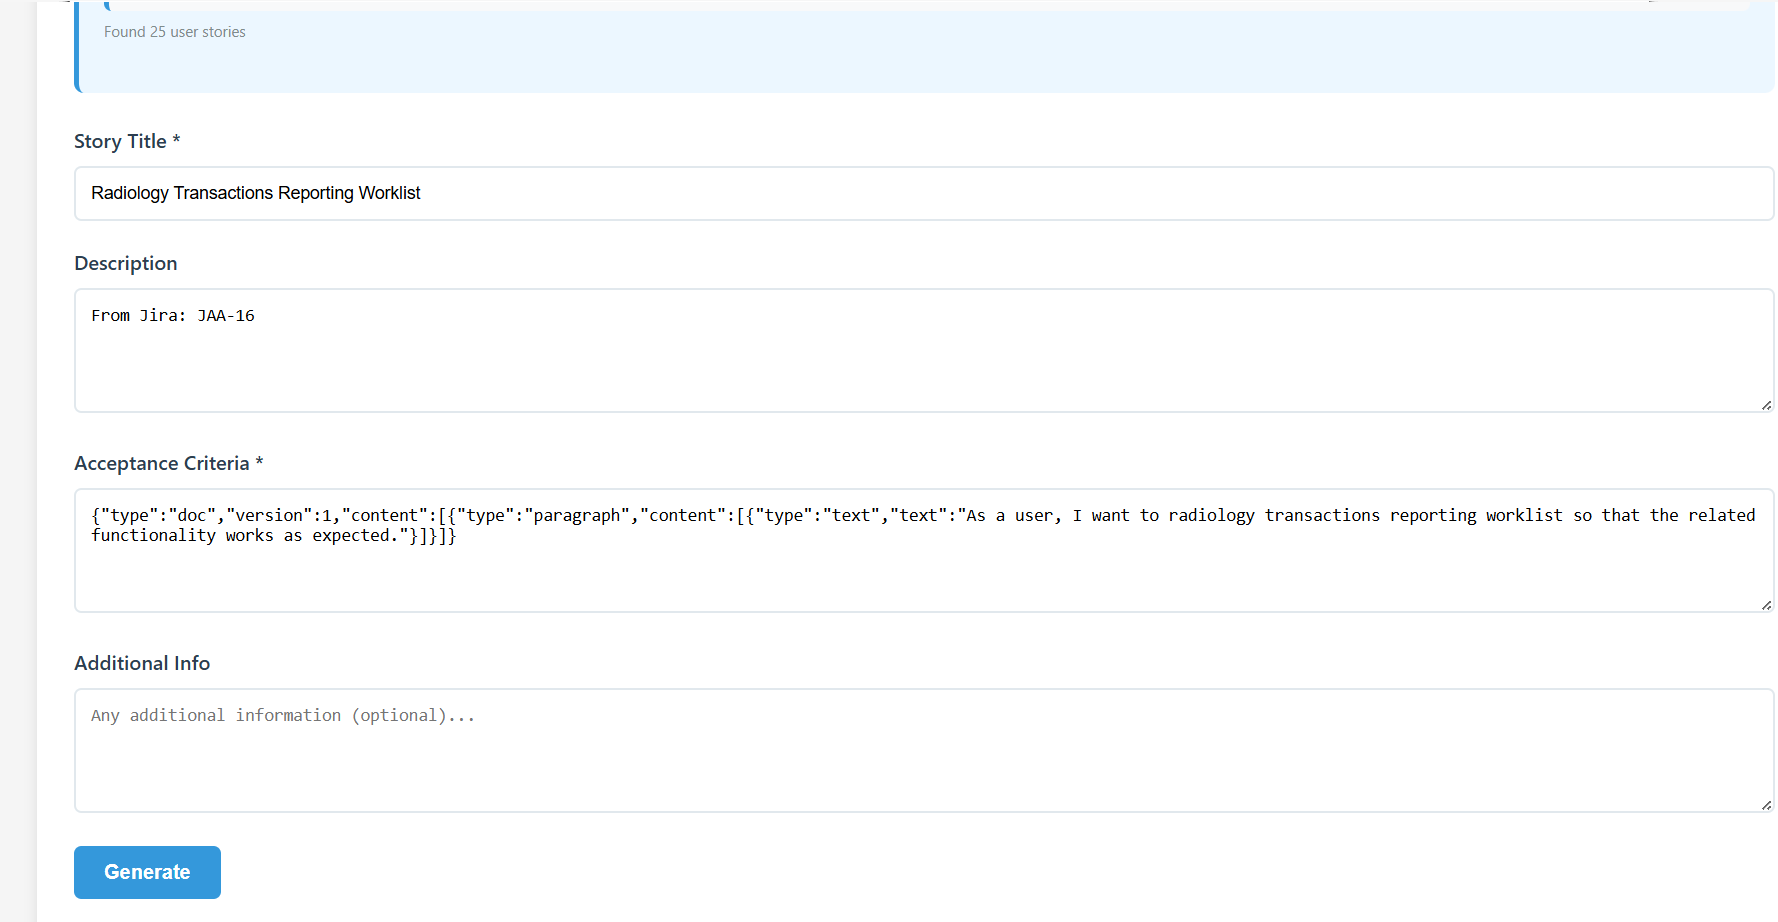 Found 25 user stories
Story Title *
Radiology Transactions Reporting Worklist
Description
From Jira: JAA-16
Acceptance Criteria *
{"type":"doc","version":1,"content":[{"type":"paragraph","content":[{"type":"text","text":"As a user, I want to radiology transactions reporting worklist so that the related
functionality works as expected."}]}]}
Additional Info
Any additional information (optional)...
Generate